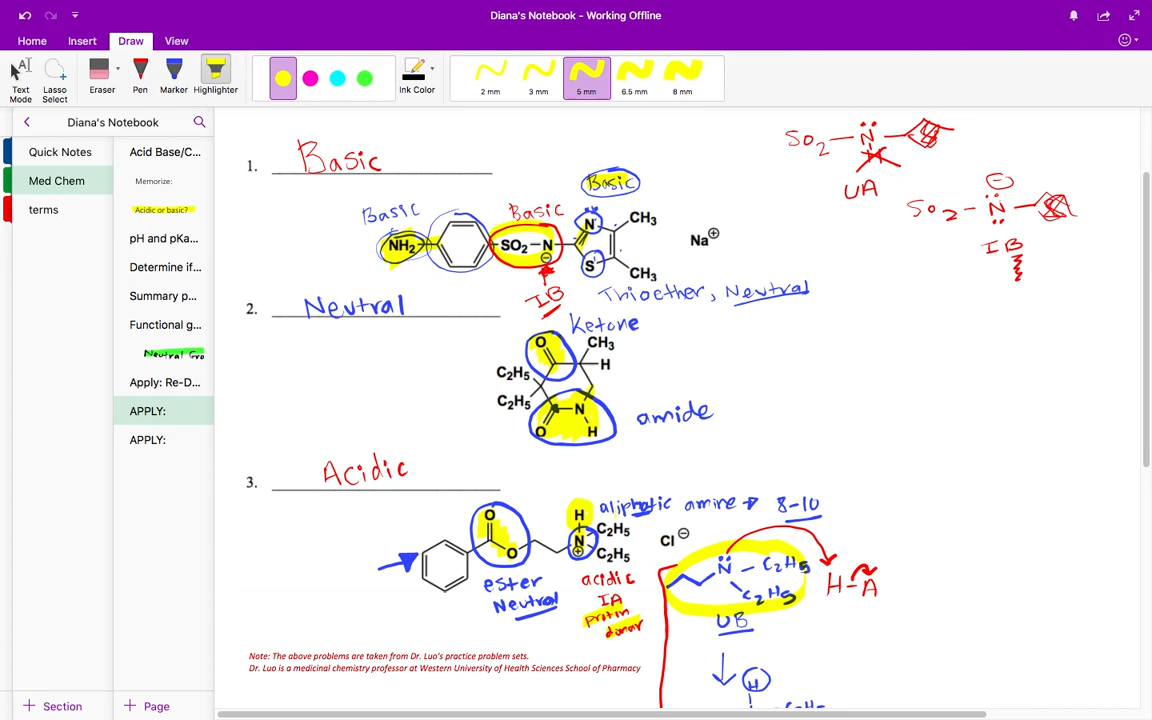 Diana's Notebook - Working Offline
Home Insert Draw View
Text Mode
Lasso Select
Eraser
Pen
Marker
Highlighter
Ink Color
2 mm
3 mm
5 mm
6.5 mm
8 mm
Diana's Notebook
Quick Notes
Med Chem
terms
Acid Base/C...
Memorize:
Acidic or basic?
pH and pKa...
Determine if...
Summary p...
Functional g...
Neutral Gro
Apply: Re-D...
APPLY:
APPLY:
+ Section
+ Page
SO2 — N
UA
SO2 — N
IB
1. Basic
Basic
Basic
Basic
NH2
SO2 — N
N
S
CH3
CH3
Na
IB
Thioether, Neutral
2. Neutral
Ketone
O
CH3
H
C2H5
C2H5
O
N
H
amide
3. Acidic
O
O
H
N
C2H5
C2H5
Cl
aliphatic amine → 8-10
ester
Neutral
acidic
IA
proton
donar
N — C2H5
C2H5
UB
H-A
H
Note: The above problems are taken from Dr. Luo's practice problem sets.
Dr. Luo is a medicinal chemistry professor at Western University of Health Sciences School of Pharmacy